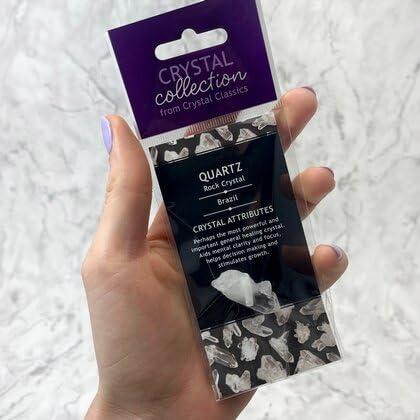 CRYSTAL
collection
from Crystal Classics
QUARTZ
Rock Crystal
Brazil
CRYSTAL ATTRIBUTES
Perhaps the most powerful and
important general healing crystal.
Aids mental clarity and focus,
helps decision making and
stimulates growth.